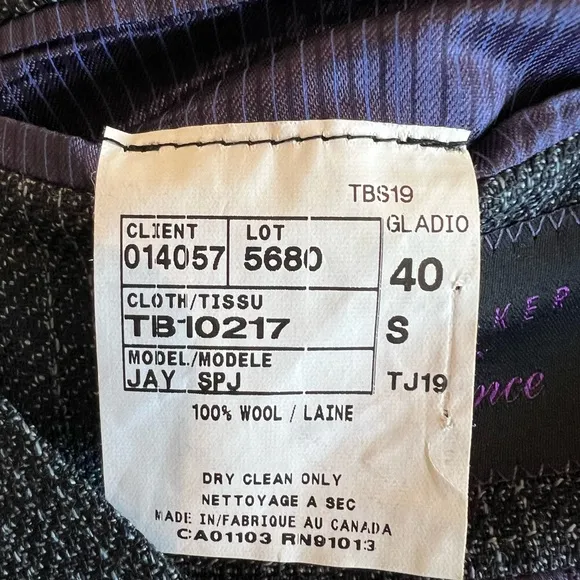 TBS19
GLADIO
CLIENT LOT
014057 5680
40
CLOTH/TISSU
TB10217
S
MODEL/MODELE
JAY SPJ
TJ19
100% WOOL / LAINE
DRY CLEAN ONLY
NETTOYAGE A SEC
MADE IN/FABRIQUE AU CANADA
CA01103 RN91013